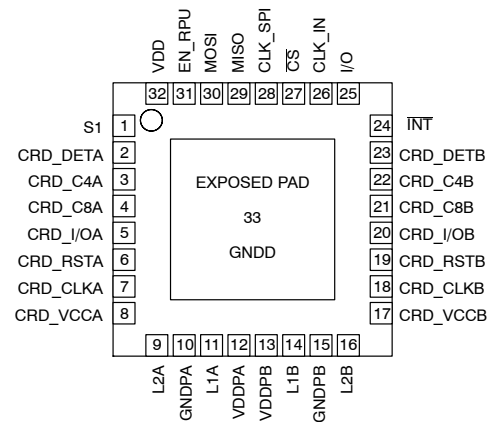 VDD
EN_RPU
MOSI
MISO
CLK_SPI
CS
CLK_IN
I/O
32 31 30 29 28 27 26 25
S1 1
CRD_DETA 2
CRD_C4A 3
CRD_C8A 4
CRD_I/OA 5
CRD_RSTA 6
CRD_CLKA 7
CRD_VCCA 8
EXPOSED PAD
33
GNDD
24 INT
23 CRD_DETB
22 CRD_C4B
21 CRD_C8B
20 CRD_I/OB
19 CRD_RSTB
18 CRD_CLKB
17 CRD_VCCB
9 10 11 12 13 14 15 16
L2A
GNDPA
L1A
VDDPA
VDDPB
L1B
GNDPB
L2B